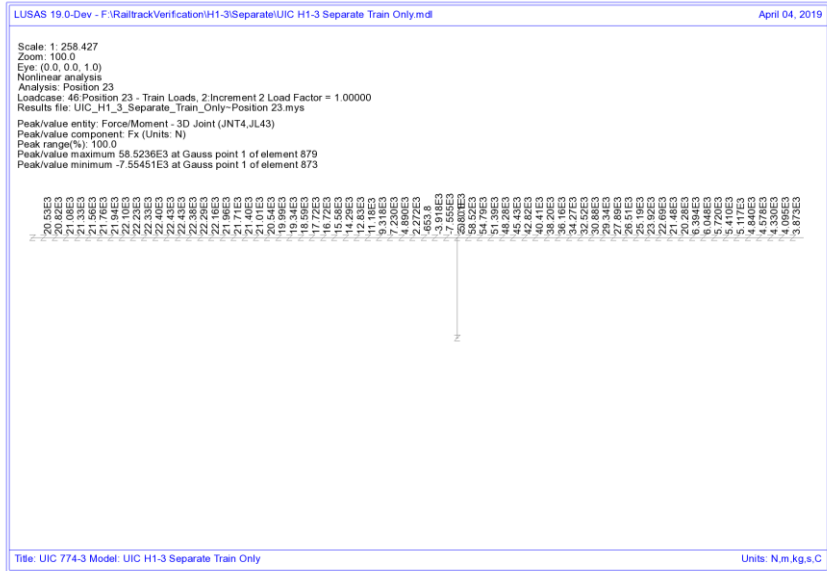 LUSAS 19.0-Dev - F:\RailtrackVerification\H1-3\Separate\UIC H1-3 Separate Train Only.mdl
April 04, 2019
Scale: 1: 258.427
Zoom: 100.0
Eye: (0.0, 0.0, 1.0)
Nonlinear analysis
Analysis: Position 23
Loadcase: 46:Position 23 - Train Loads, 2:Increment 2 Load Factor = 1.00000
Results file: UIC_H1_3_Separate_Train_Only~Position 23.mys
Peak/value entity: Force/Moment - 3D Joint (JNT4,JL43)
Peak/value component: Fx (Units: N)
Peak range(%): 100.0
Peak/value maximum 58.5236E3 at Gauss point 1 of element 879
Peak/value minimum -7.55451E3 at Gauss point 1 of element 873
20.53E3
20.82E3
21.08E3
21.33E3
21.56E3
21.76E3
21.94E3
22.10E3
22.23E3
22.33E3
22.40E3
22.43E3
22.43E3
22.38E3
22.29E3
22.16E3
21.96E3
21.71E3
21.40E3
21.01E3
20.54E3
19.99E3
19.34E3
18.59E3
17.72E3
16.72E3
15.58E3
14.29E3
12.83E3
11.18E3
9.318E3
7.230E3
4.890E3
2.272E3
-653.8
-3.918E3
-7.555E3
58.52E3
54.79E3
51.39E3
48.28E3
45.43E3
42.82E3
40.41E3
38.20E3
36.16E3
34.27E3
32.52E3
30.88E3
29.34E3
27.89E3
26.51E3
25.19E3
23.92E3
22.69E3
21.48E3
20.28E3
6.394E3
6.048E3
5.720E3
5.410E3
5.117E3
4.840E3
4.578E3
4.330E3
4.095E3
3.873E3
Title: UIC 774-3 Model: UIC H1-3 Separate Train Only
Units: N,m,kg,s,C